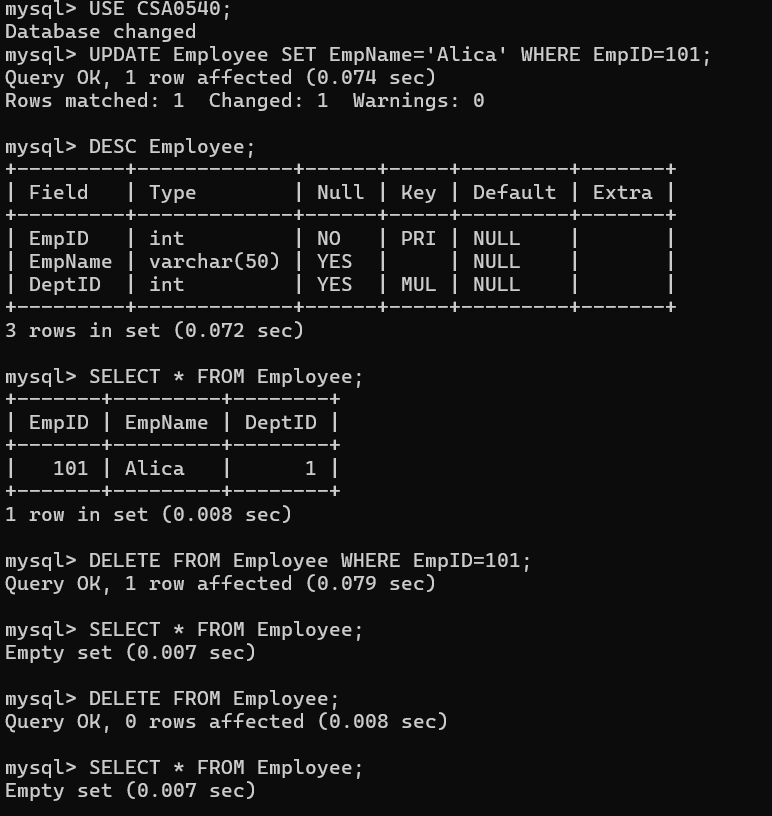 mysql> USE CSA0540;
Database changed
mysql> UPDATE Employee SET EmpName='Alica' WHERE EmpID=101;
Query OK, 1 row affected (0.074 sec)
Rows matched: 1  Changed: 1  Warnings: 0

mysql> DESC Employee;
+---------+-------------+------+-----+---------+-------+
| Field   | Type        | Null | Key | Default | Extra |
+---------+-------------+------+-----+---------+-------+
| EmpID   | int         | NO   | PRI | NULL    |       |
| EmpName | varchar(50) | YES  |     | NULL    |       |
| DeptID  | int         | YES  | MUL | NULL    |       |
+---------+-------------+------+-----+---------+-------+
3 rows in set (0.072 sec)

mysql> SELECT * FROM Employee;
+-------+---------+--------+
| EmpID | EmpName | DeptID |
+-------+---------+--------+
|   101 | Alica   |      1 |
+-------+---------+--------+
1 row in set (0.008 sec)

mysql> DELETE FROM Employee WHERE EmpID=101;
Query OK, 1 row affected (0.079 sec)

mysql> SELECT * FROM Employee;
Empty set (0.007 sec)

mysql> DELETE FROM Employee;
Query OK, 0 rows affected (0.008 sec)

mysql> SELECT * FROM Employee;
Empty set (0.007 sec)